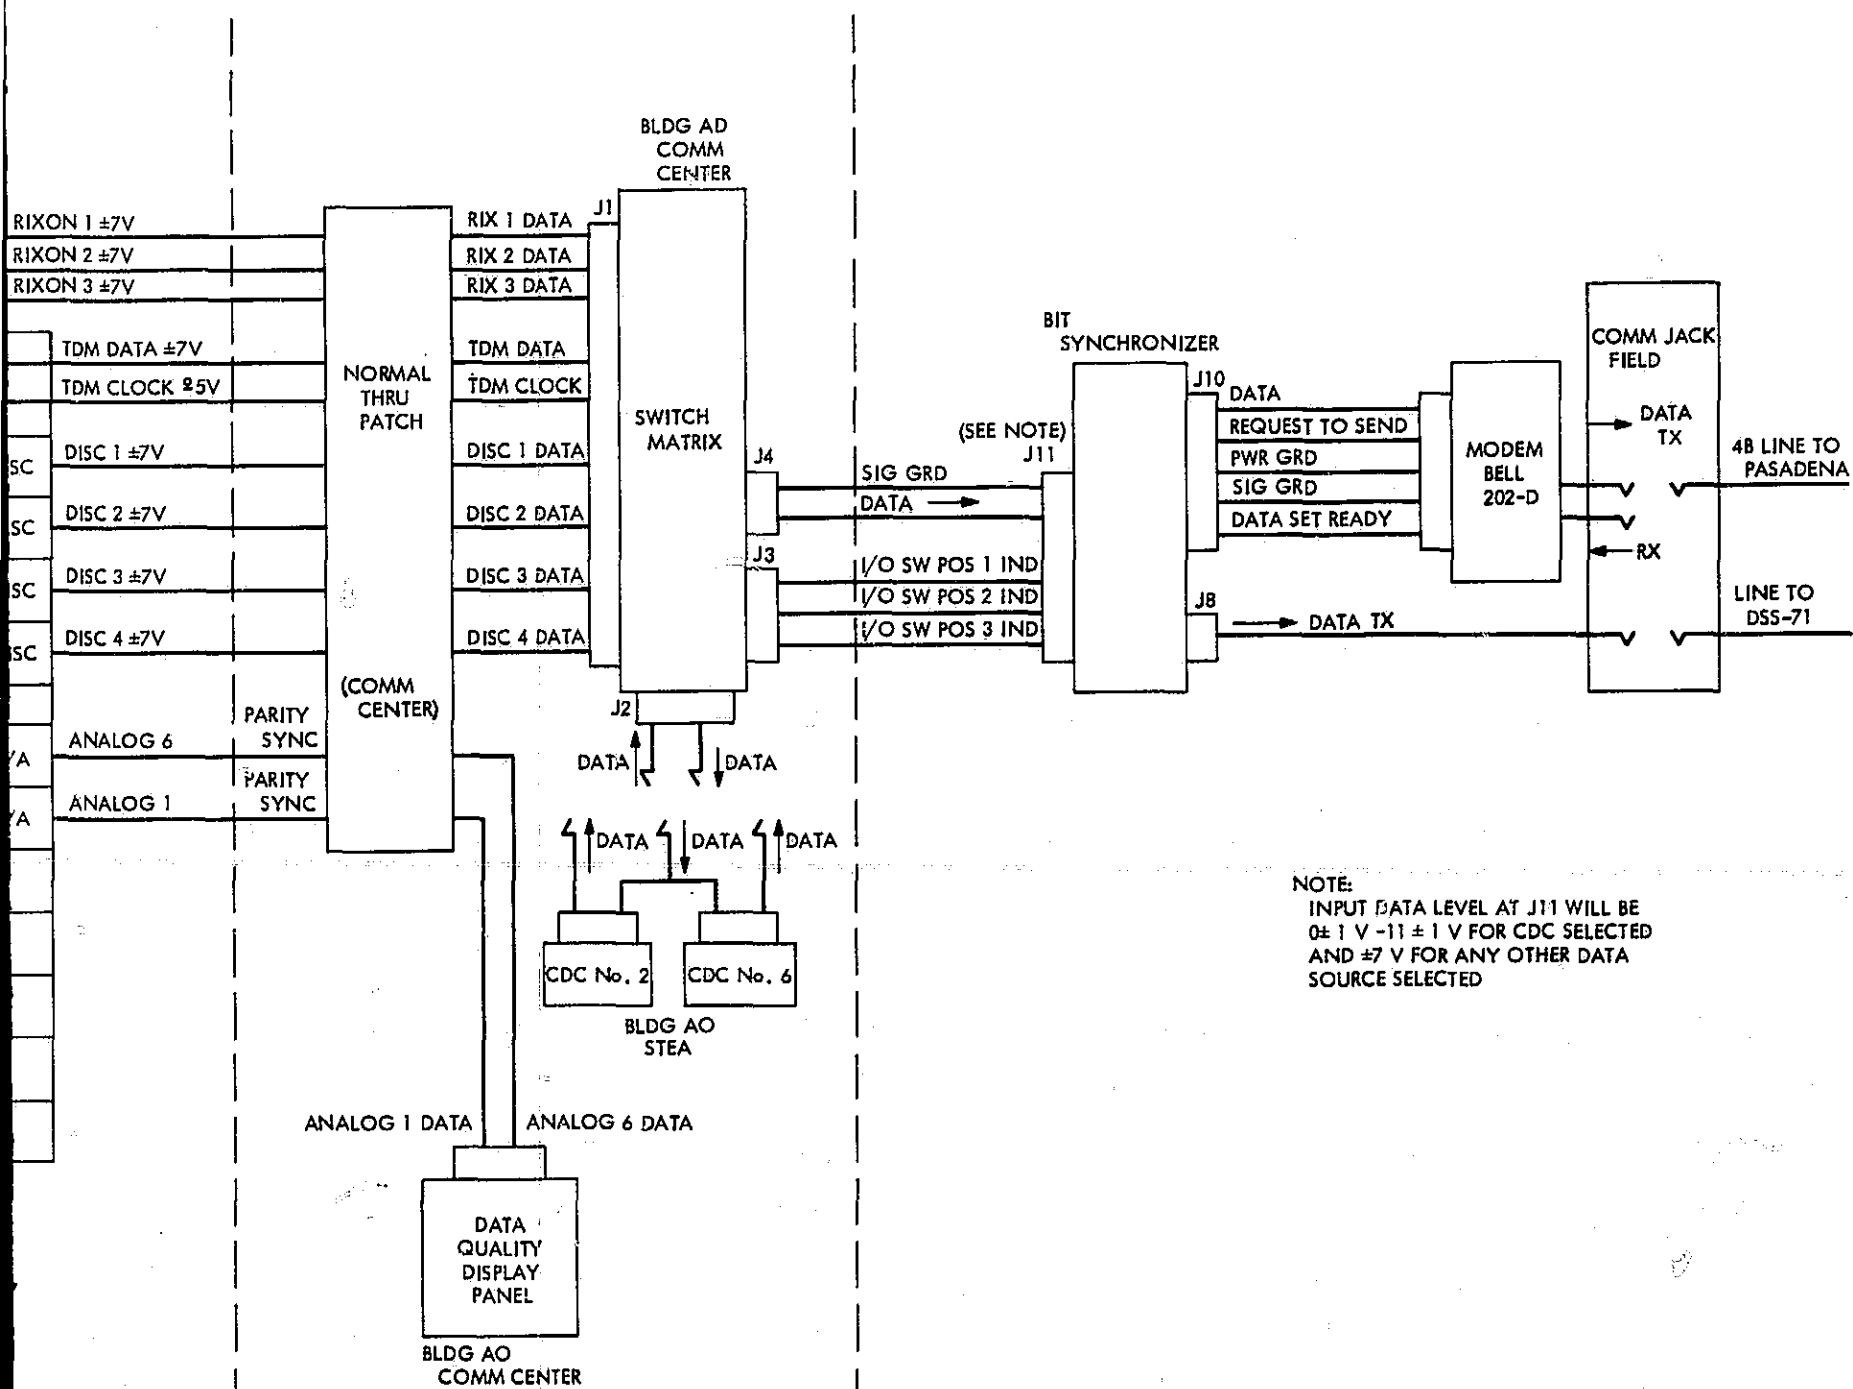 RIXON 1 ±7V
RIXON 2 ±7V
RIXON 3 ±7V
TDM DATA ±7V
TDM CLOCK ±5V
SC
DISC 1 ±7V
SC
DISC 2 ±7V
SC
DISC 3 ±7V
SC
DISC 4 ±7V
/A
ANALOG 6
/A
ANALOG 1
PARITY
SYNC
PARITY
SYNC
NORMAL
THRU
PATCH
(COMM
CENTER)
RIX 1 DATA
RIX 2 DATA
RIX 3 DATA
TDM DATA
TDM CLOCK
DISC 1 DATA
DISC 2 DATA
DISC 3 DATA
DISC 4 DATA
BLDG AD
COMM
CENTER
J1
SWITCH
MATRIX
J4
J3
J2
DATA
DATA
DATA
DATA
DATA
CDC No. 2
CDC No. 6
BLDG AO
STEA
ANALOG 1 DATA
ANALOG 6 DATA
DATA
QUALITY
DISPLAY
PANEL
BLDG AO
COMM CENTER
SIG GRD
DATA
I/O SW POS 1 IND
I/O SW POS 2 IND
I/O SW POS 3 IND
(SEE NOTE)
J11
BIT
SYNCHRONIZER
J10
DATA
REQUEST TO SEND
PWR GRD
SIG GRD
DATA SET READY
J8
DATA TX
MODEM
BELL
202-D
COMM JACK
FIELD
DATA
TX
RX
4B LINE TO
PASADENA
LINE TO
DSS-71
NOTE:
INPUT DATA LEVEL AT J11 WILL BE
0± 1 V -11 ± 1 V FOR CDC SELECTED
AND ±7 V FOR ANY OTHER DATA
SOURCE SELECTED